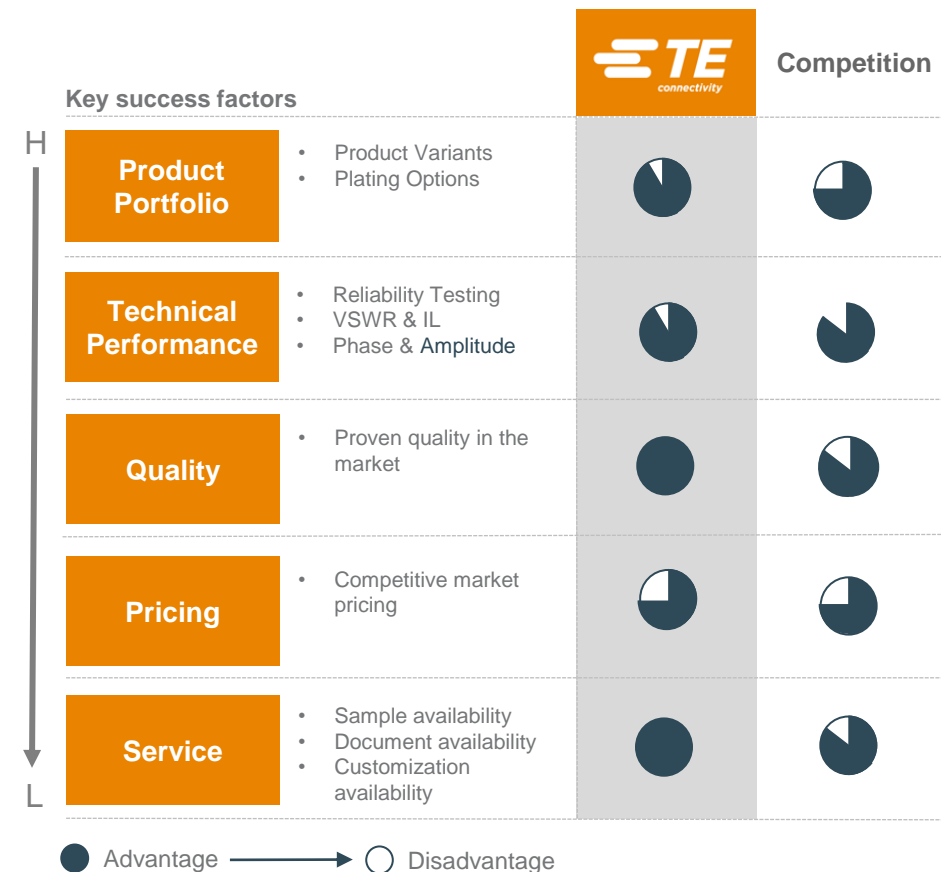 TE
connectivity
Competition
Key success factors
H
Product
Portfolio
• Product Variants
• Plating Options
Technical
Performance
• Reliability Testing
• VSWR & IL
• Phase & Amplitude
Quality
• Proven quality in the
market
Pricing
• Competitive market
pricing
Service
• Sample availability
• Document availability
• Customization
availability
L
Advantage
Disadvantage